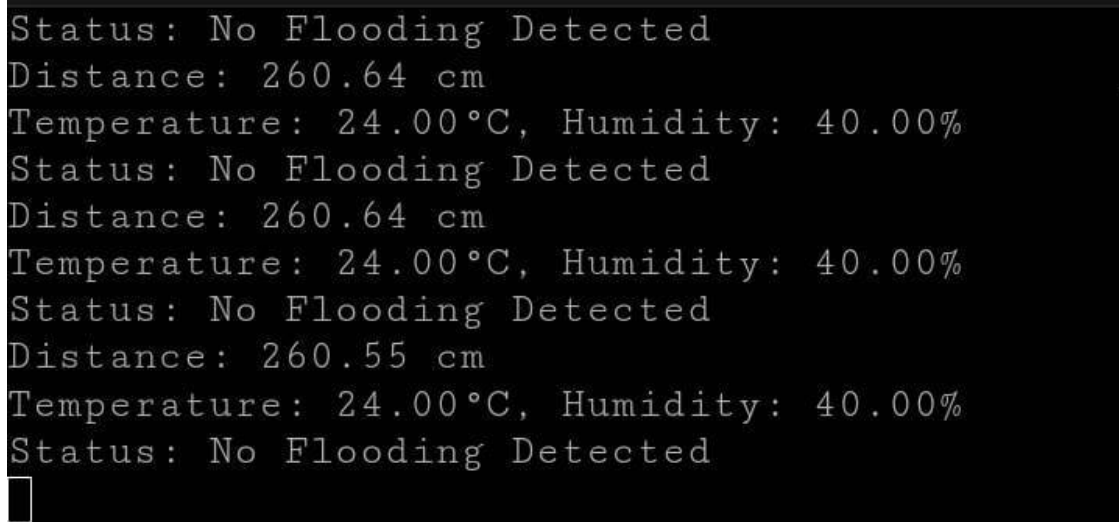 Status: No Flooding Detected
Distance: 260.64 cm
Temperature: 24.00°C, Humidity: 40.00%
Status: No Flooding Detected
Distance: 260.64 cm
Temperature: 24.00°C, Humidity: 40.00%
Status: No Flooding Detected
Distance: 260.55 cm
Temperature: 24.00°C, Humidity: 40.00%
Status: No Flooding Detected